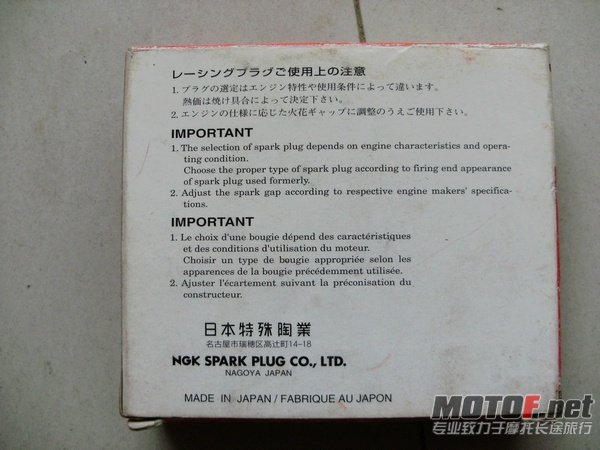 レーシングプラグご使用上の注意
1. プラグの選定はエンジン特性や使用条件によって違います。
熱価は焼け具合によって決定下さい。
2. エンジンの仕様に応じた火花ギャップに調整のうえご使用下さい。
IMPORTANT
1. The selection of spark plug depends on engine characteristics and opera-
ting condition.
Choose the proper type of spark plug according to firing end appearance
of spark plug used formerly.
2. Adjust the spark gap according to respective engine makers' specifica-
tions.
IMPORTANT
1. Le choix d'une bougie dépend des caractéristiques
et des conditions d'utilisation du moteur.
Choisir un type de bougie appropriée selon les
apparences de la bougie précédemment utilisée.
2. Ajuster l'écartement suivant la préconisation du
constructeur.
日本特殊陶業
名古屋市瑞穂区高辻町14-18
NGK SPARK PLUG CO., LTD.
NAGOYA JAPAN
MADE IN JAPAN / FABRIQUE AU JAPON
MOTOF.net
专业致力于摩托长途旅行